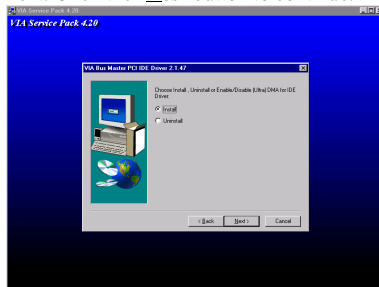 VIA Service Pack 4.20
VIA Service Pack 4.20
VIA Bus Master PCI IDE Driver 2.1.47
Choose Install , Uninstall or Enable/Disable (Ultra) DMA for IDE
Driver.
Install
Uninstall
< Back
Next >
Cancel